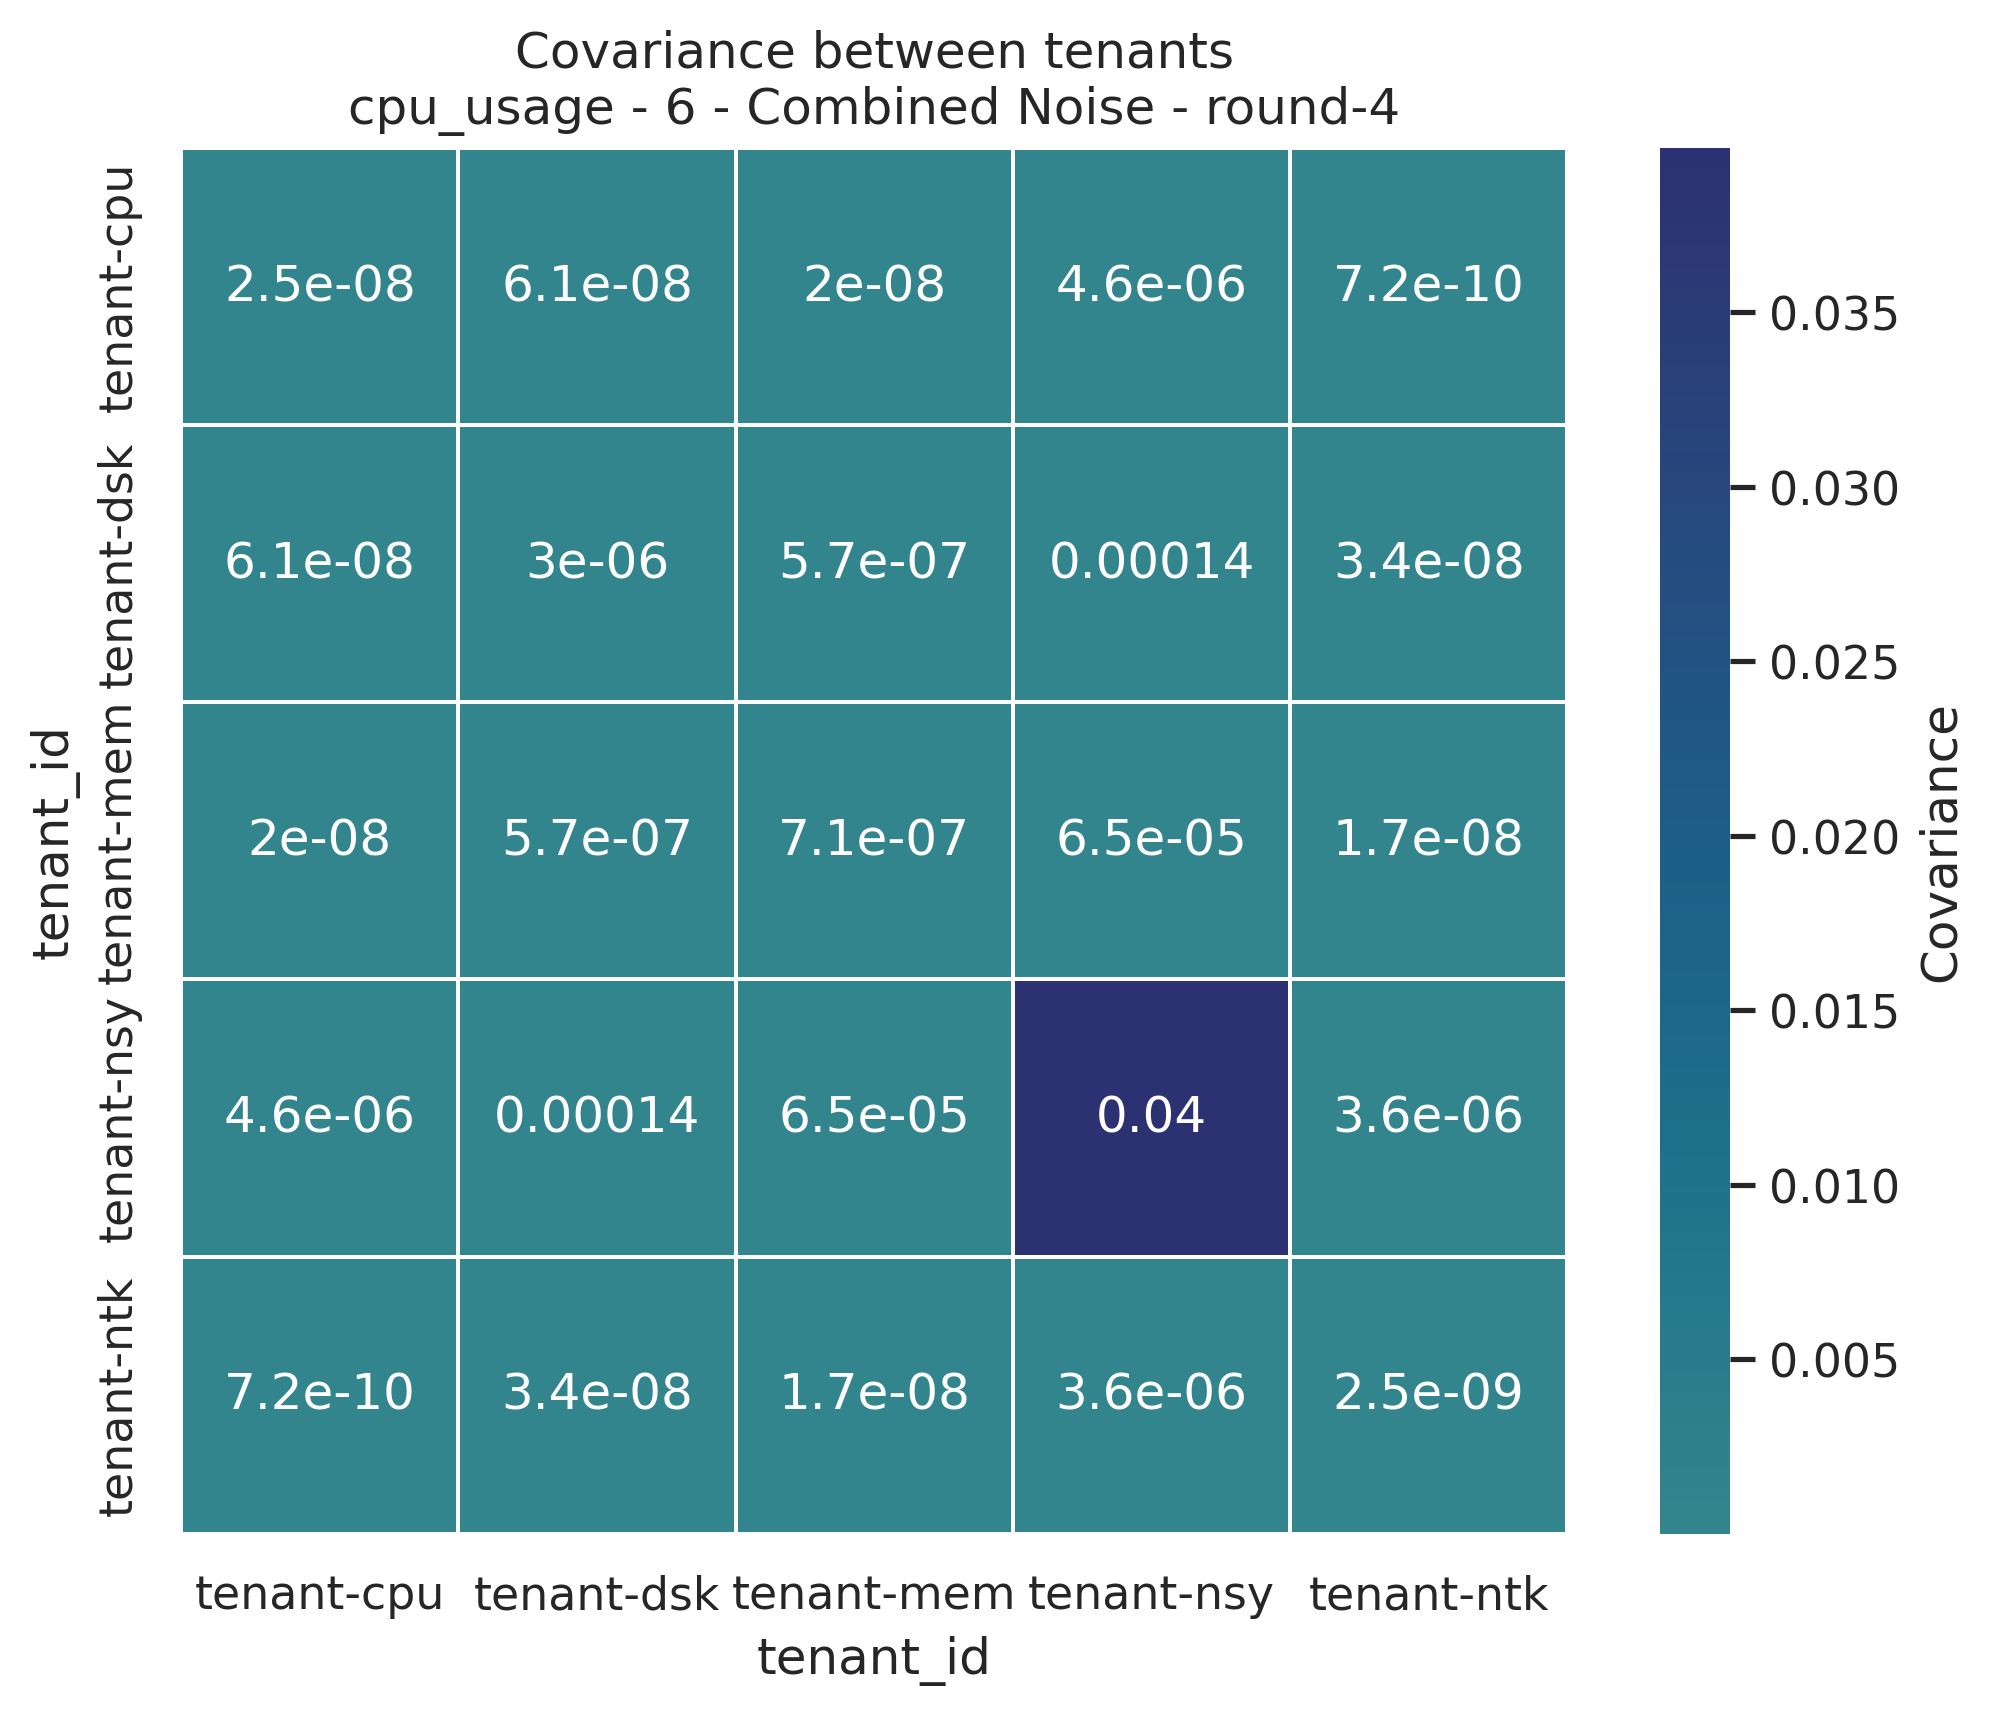 Covariance between tenants
cpu_usage - 6 - Combined Noise - round-4
tenant_id
tenant-cpu
2.5e-08 6.1e-08 2e-08 4.6e-06 7.2e-10
tenant-dsk
6.1e-08 3e-06 5.7e-07 0.00014 3.4e-08
tenant-mem
2e-08 5.7e-07 7.1e-07 6.5e-05 1.7e-08
tenant-nsy
4.6e-06 0.00014 6.5e-05 0.04 3.6e-06
tenant-ntk
7.2e-10 3.4e-08 1.7e-08 3.6e-06 2.5e-09
tenant-cpu tenant-dsk tenant-mem tenant-nsy tenant-ntk
tenant_id
0.035
0.030
0.025
0.020
0.015
0.010
0.005
Covariance